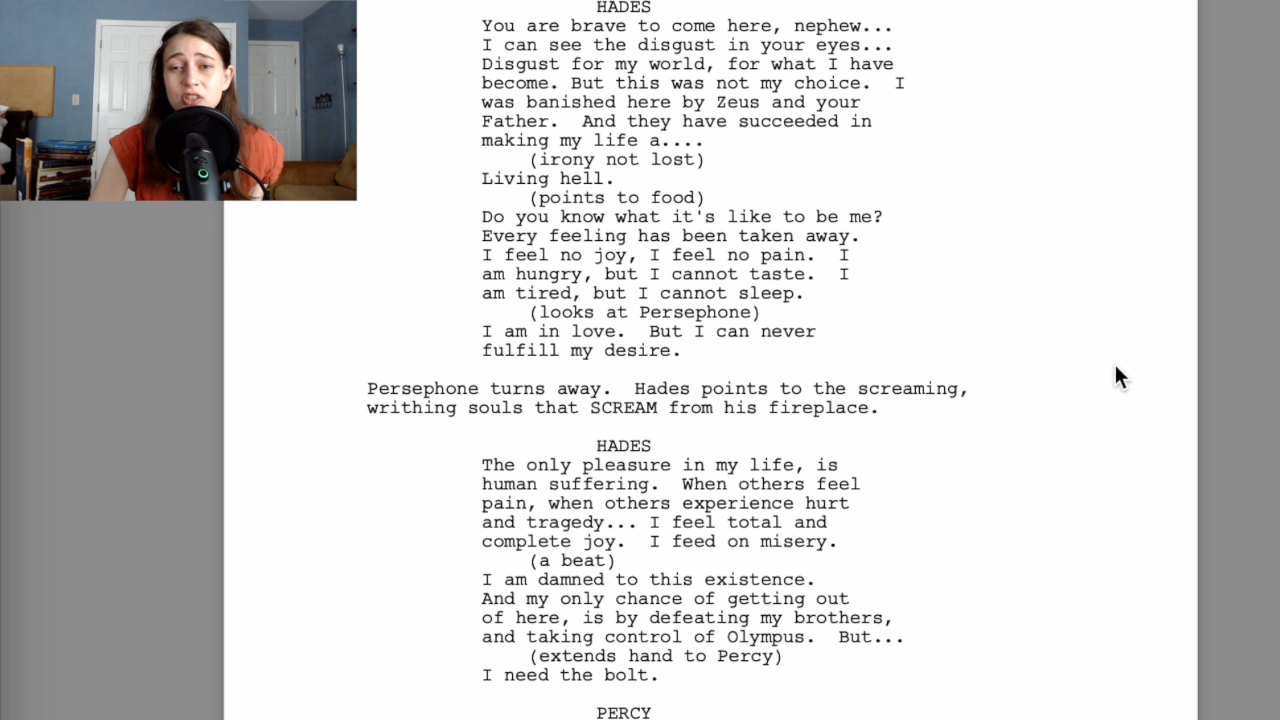 HADES
You are brave to come here, nephew...
I can see the disgust in your eyes...
Disgust for my world, for what I have
become. But this was not my choice.  I
was banished here by Zeus and your
Father.  And they have succeeded in
making my life a....
(irony not lost)
Living hell.
(points to food)
Do you know what it's like to be me?
Every feeling has been taken away.
I feel no joy, I feel no pain.  I
am hungry, but I cannot taste.  I
am tired, but I cannot sleep.
(looks at Persephone)
I am in love.  But I can never
fulfill my desire.
Persephone turns away.  Hades points to the screaming,
writhing souls that SCREAM from his fireplace.
HADES
The only pleasure in my life, is
human suffering.  When others feel
pain, when others experience hurt
and tragedy... I feel total and
complete joy.  I feed on misery.
(a beat)
I am damned to this existence.
And my only chance of getting out
of here, is by defeating my brothers,
and taking control of Olympus.  But...
(extends hand to Percy)
I need the bolt.
PERCY